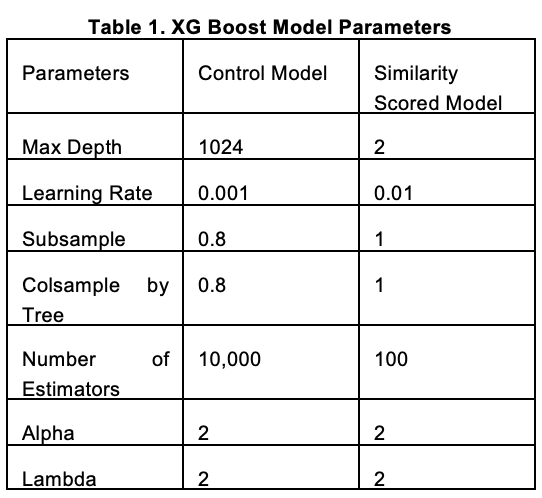 Table 1. XG Boost Model Parameters
Parameters Control Model Similarity
Scored Model
Max Depth 1024 2
Learning Rate 0.001 0.01
Subsample 0.8 1
Colsample by 0.8 1
Tree
Number of 10,000 100
Estimators
Alpha 2 2
Lambda 2 2